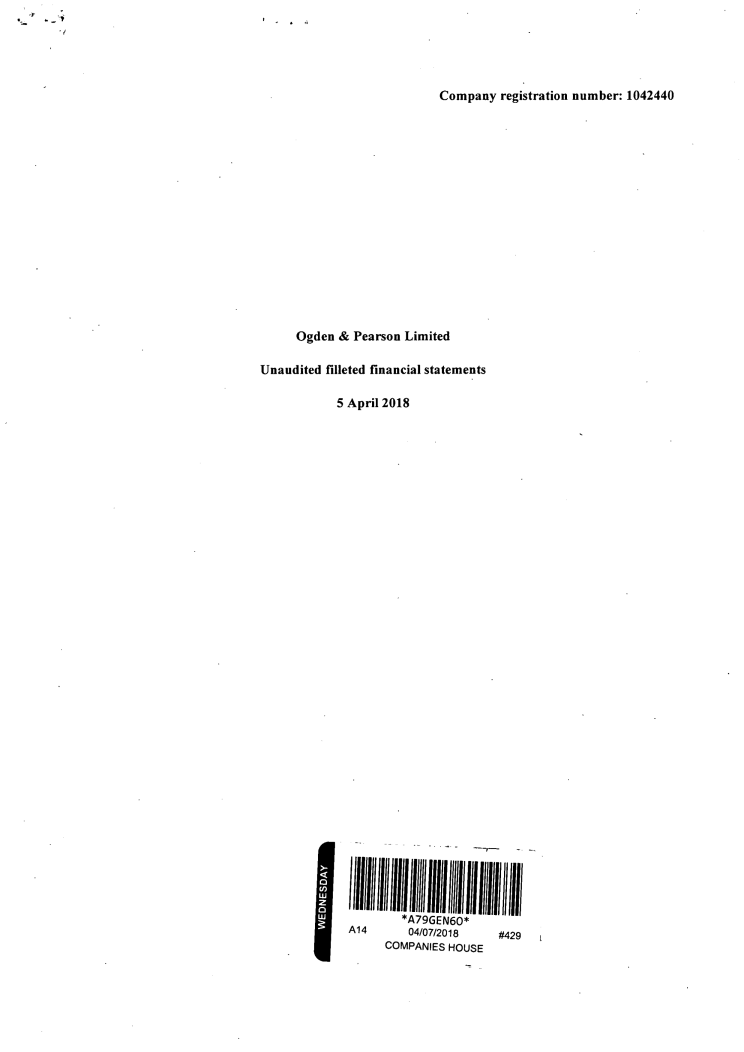 Company registration number: 1042440
Ogden & Pearson Limited
Unaudited filleted financial statements
5 April 2018
WEDNESDAY
*A79GEN60*
A14 04/07/2018 #429
COMPANIES HOUSE